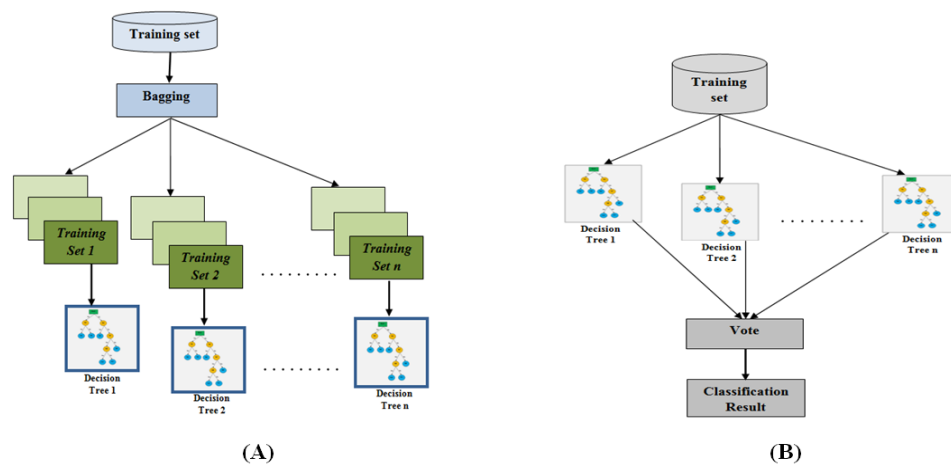 Training set
Bagging
Training
Set 1
Training
Set 2
. . . . . . . .
Training
Set n
Decision
Tree 1
Decision
Tree 2
. . . . . . . . .
Decision
Tree n
(A)
Training
set
Decision
Tree 1
Decision
Tree 2
. . . . . . . . .
Decision
Tree n
Vote
Classification
Result
(B)